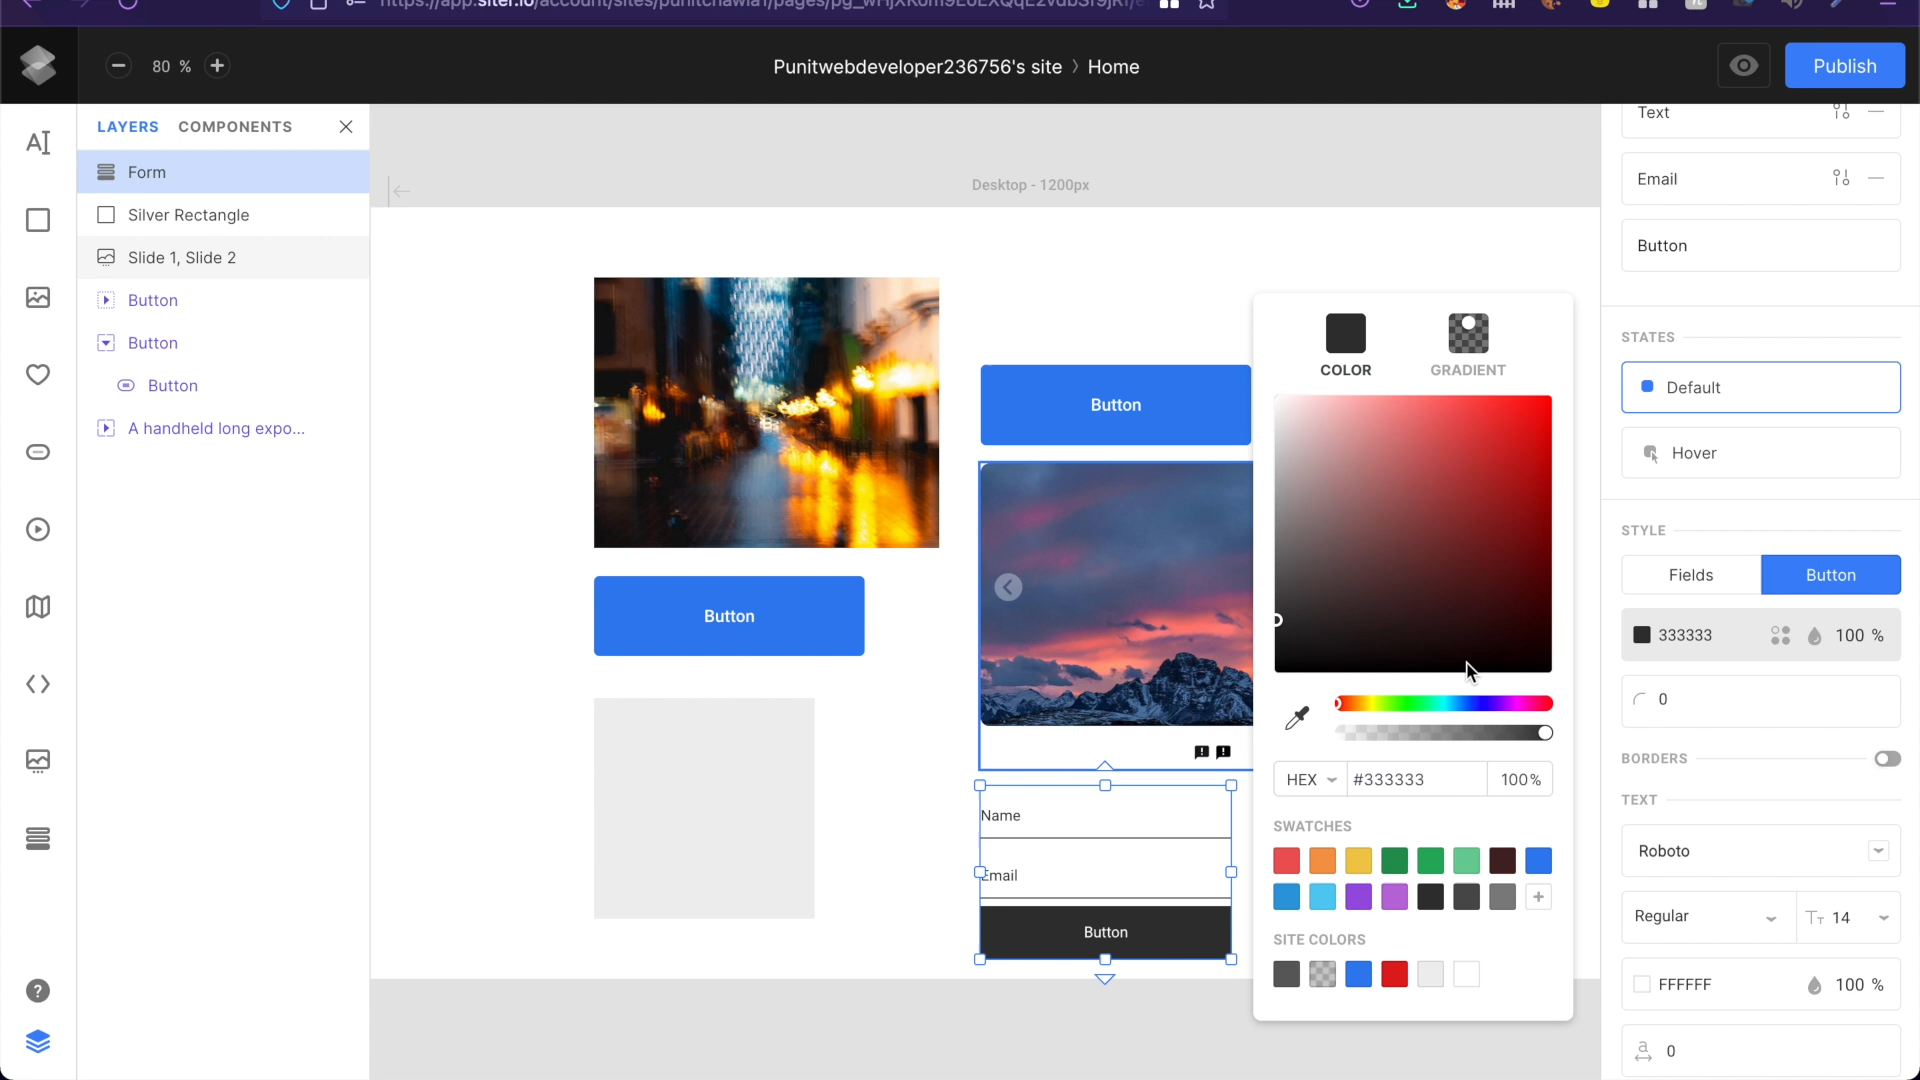 80 %
Punitwebdeveloper236756's site > Home
Publish
LAYERS COMPONENTS
Form
Silver Rectangle
Slide 1, Slide 2
Button
Button
Button
A handheld long expo...
Desktop - 1200px
Button
Button
Name
Email
Button
COLOR GRADIENT
HEX #333333 100%
SWATCHES
SITE COLORS
Text
Email
Button
STATES
Default
Hover
STYLE
Fields Button
333333 100 %
0
BORDERS
TEXT
Roboto
Regular 14
FFFFFF 100 %
0